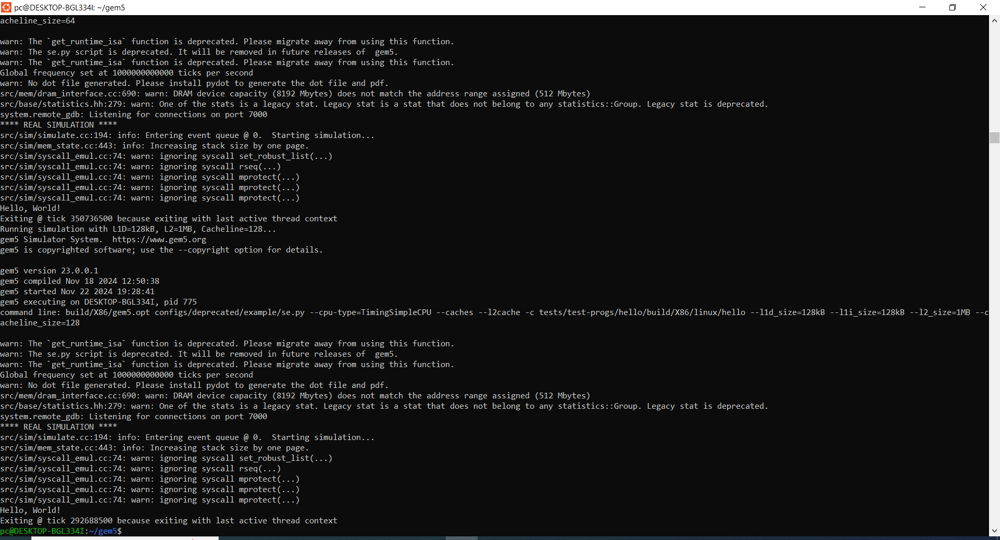 pc@DESKTOP-BGL334I: ~/gem5
acheline_size=64
warn: The `get_runtime_isa` function is deprecated. Please migrate away from using this function.
warn: The se.py script is deprecated. It will be removed in future releases of  gem5.
warn: The `get_runtime_isa` function is deprecated. Please migrate away from using this function.
Global frequency set at 1000000000000 ticks per second
warn: No dot file generated. Please install pydot to generate the dot file and pdf.
src/mem/dram_interface.cc:690: warn: DRAM device capacity (8192 Mbytes) does not match the address range assigned (512 Mbytes)
src/base/statistics.hh:279: warn: One of the stats is a legacy stat. Legacy stat is a stat that does not belong to any statistics::Group. Legacy stat is deprecated.
system.remote_gdb: Listening for connections on port 7000
**** REAL SIMULATION ****
src/sim/simulate.cc:194: info: Entering event queue @ 0.  Starting simulation...
src/sim/mem_state.cc:443: info: Increasing stack size by one page.
src/sim/syscall_emul.cc:74: warn: ignoring syscall set_robust_list(...)
src/sim/syscall_emul.cc:74: warn: ignoring syscall rseq(...)
src/sim/syscall_emul.cc:74: warn: ignoring syscall mprotect(...)
src/sim/syscall_emul.cc:74: warn: ignoring syscall mprotect(...)
src/sim/syscall_emul.cc:74: warn: ignoring syscall mprotect(...)
Hello, World!
Exiting @ tick 350736500 because exiting with last active thread context
Running simulation with L1D=128kB, L2=1MB, Cacheline=128...
gem5 Simulator System.  https://www.gem5.org
gem5 is copyrighted software; use the --copyright option for details.
gem5 version 23.0.0.1
gem5 compiled Nov 18 2024 12:50:38
gem5 started Nov 22 2024 19:28:41
gem5 executing on DESKTOP-BGL334I, pid 775
command line: build/X86/gem5.opt configs/deprecated/example/se.py --cpu-type=TimingSimpleCPU --caches --l2cache -c tests/test-progs/hello/build/X86/linux/hello --l1d_size=128kB --l1i_size=128kB --l2_size=1MB --c
acheline_size=128
warn: The `get_runtime_isa` function is deprecated. Please migrate away from using this function.
warn: The se.py script is deprecated. It will be removed in future releases of  gem5.
warn: The `get_runtime_isa` function is deprecated. Please migrate away from using this function.
Global frequency set at 1000000000000 ticks per second
warn: No dot file generated. Please install pydot to generate the dot file and pdf.
src/mem/dram_interface.cc:690: warn: DRAM device capacity (8192 Mbytes) does not match the address range assigned (512 Mbytes)
src/base/statistics.hh:279: warn: One of the stats is a legacy stat. Legacy stat is a stat that does not belong to any statistics::Group. Legacy stat is deprecated.
system.remote_gdb: Listening for connections on port 7000
**** REAL SIMULATION ****
src/sim/simulate.cc:194: info: Entering event queue @ 0.  Starting simulation...
src/sim/mem_state.cc:443: info: Increasing stack size by one page.
src/sim/syscall_emul.cc:74: warn: ignoring syscall set_robust_list(...)
src/sim/syscall_emul.cc:74: warn: ignoring syscall rseq(...)
src/sim/syscall_emul.cc:74: warn: ignoring syscall mprotect(...)
src/sim/syscall_emul.cc:74: warn: ignoring syscall mprotect(...)
src/sim/syscall_emul.cc:74: warn: ignoring syscall mprotect(...)
Hello, World!
Exiting @ tick 292688500 because exiting with last active thread context
pc@DESKTOP-BGL334I:~/gem5$